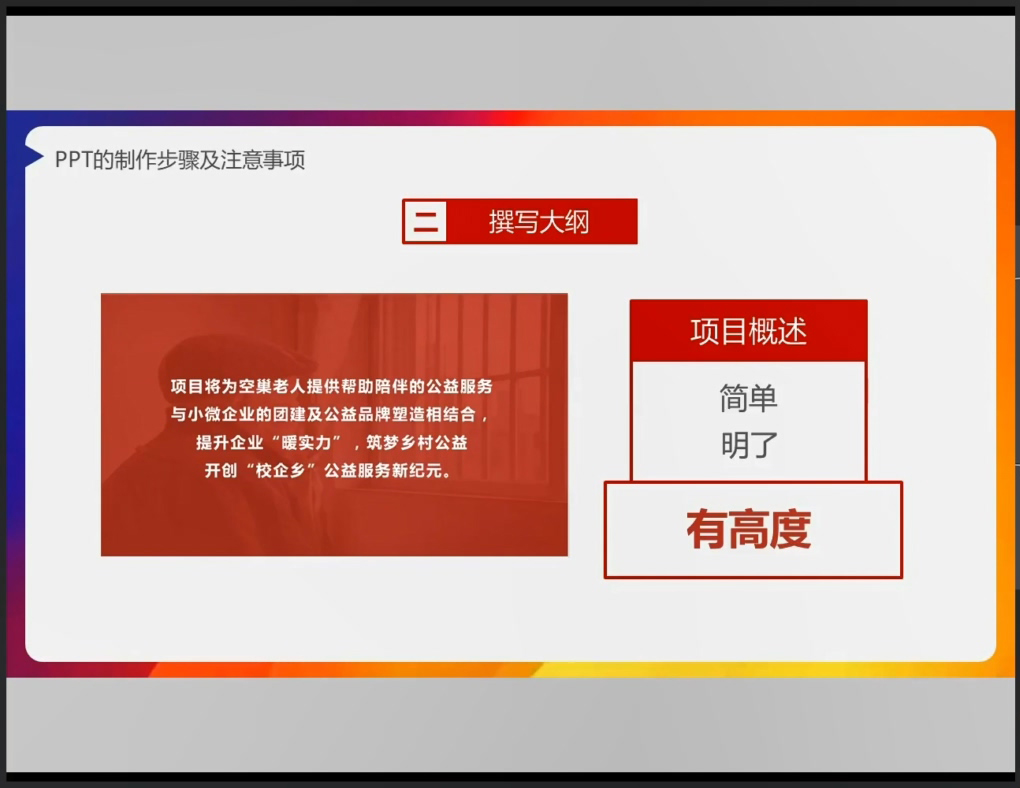 PPT的制作步骤及注意事项
二 撰写大纲
项目将为空巢老人提供帮助陪伴的公益服务
与小微企业的团建及公益品牌塑造相结合，
提升企业“暖实力”，筑梦乡村公益
开创“校企乡”公益服务新纪元。
项目概述
简单
明了
有高度